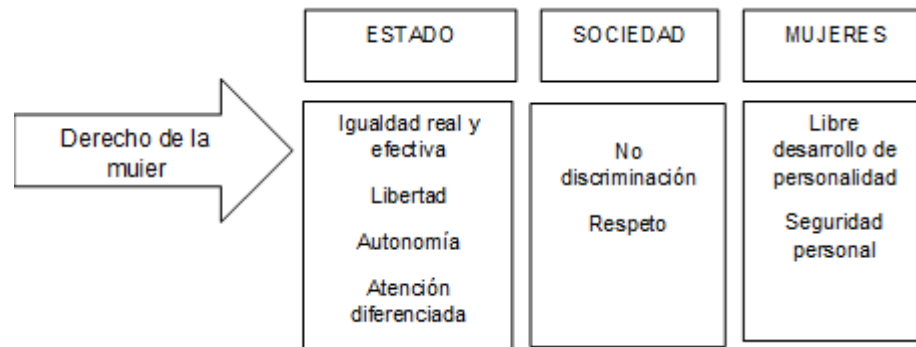 ESTADO
SOCIEDAD
MUJERES
Derecho de la
mujer
Igualdad real y
efectiva
Libertad
Autonomía
Atención
diferenciada
No
discriminación
Respeto
Libre
desarrollo de
personalidad
Seguridad
personal